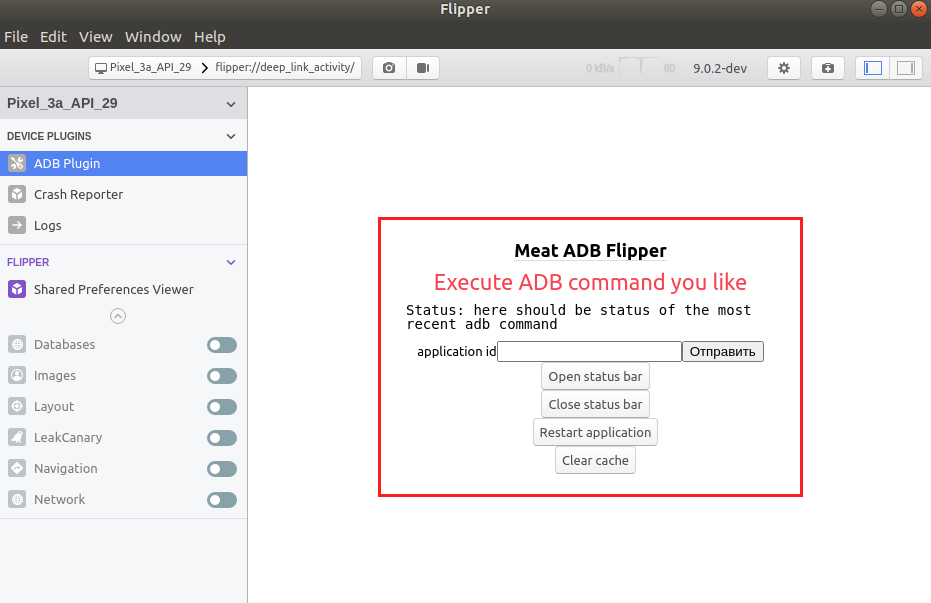 Flipper
File Edit View Window Help
Pixel_3a_API_29 flipper://deep_link_activity/ 0 kB/s 60 9.0.2-dev
Pixel_3a_API_29
DEVICE PLUGINS
ADB Plugin
Crash Reporter
Logs
FLIPPER
Shared Preferences Viewer
Databases
Images
Layout
LeakCanary
Navigation
Network
Meat ADB Flipper
Execute ADB command you like
Status: here should be status of the most
recent adb command
application id Отправить
Open status bar
Close status bar
Restart application
Clear cache